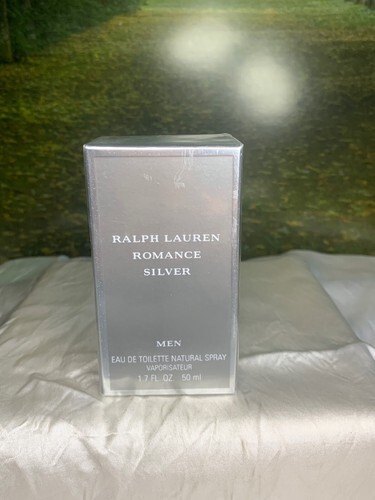 RALPH LAUREN
ROMANCE
SILVER
MEN
EAU DE TOILETTE NATURAL SPRAY
VAPORISATEUR
1.7 FL OZ 50 ml